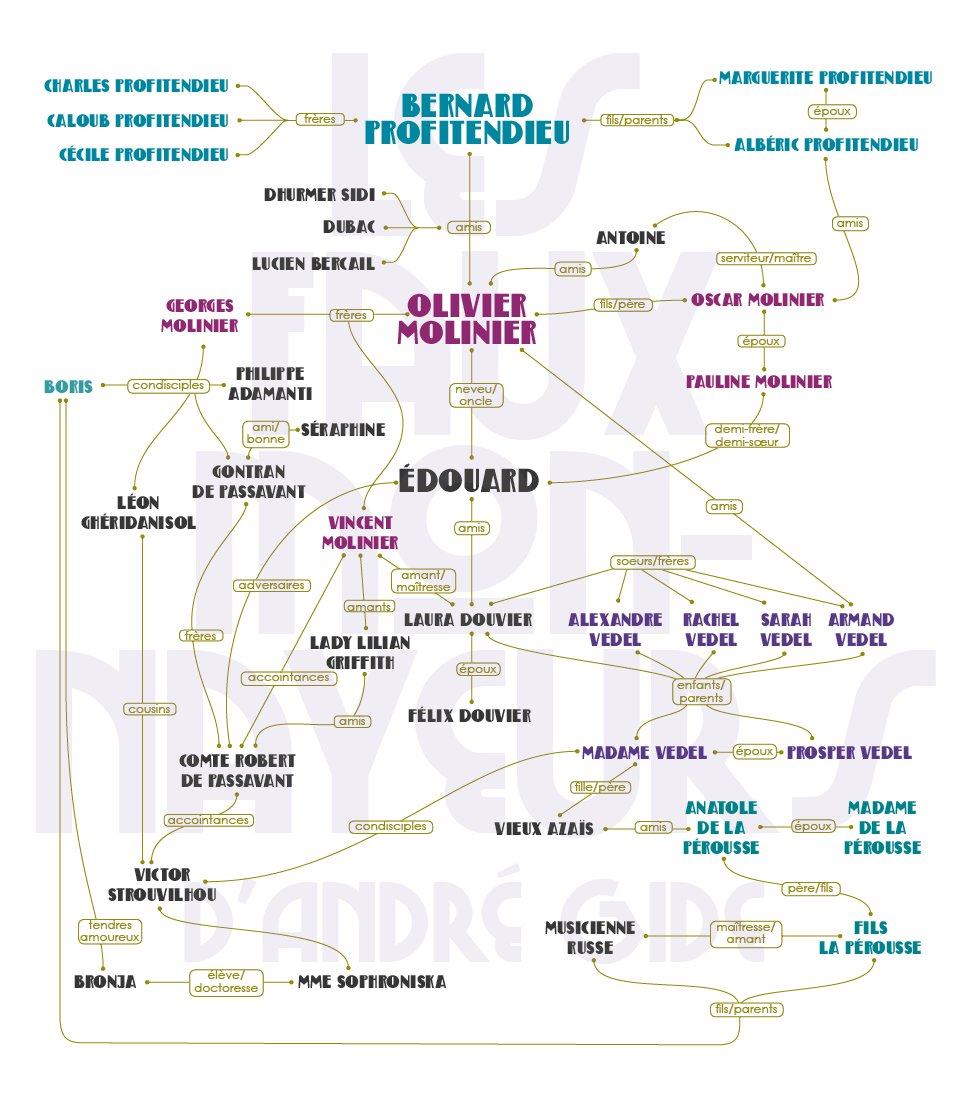 LES
FAUX
MON-
NAYEURS
D'ANDRÉ GIDE
CHARLES PROFITENDIEU
CALOUB PROFITENDIEU
CÉCILE PROFITENDIEU
frères
BERNARD
PROFITENDIEU
fils/parents
MARGUERITE PROFITENDIEU
époux
ALBÉRIC PROFITENDIEU
DHURMER SIDI
DUBAC
LUCIEN BERCAIL
amis
ANTOINE
amis
serviteur/maître
amis
GEORGES
MOLINIER
frères
OLIVIER
MOLINIER
fils/père
OSCAR MOLINIER
époux
PAULINE MOLINIER
BORIS
condisciples
PHILIPPE
ADAMANTI
neveu/
oncle
demi-frère/
demi-sœur
ami/
bonne
SÉRAPHINE
GONTRAN
DE PASSAVANT
ÉDOUARD
LÉON
GHÉRIDANISOL
VINCENT
MOLINIER
amis
amis
adversaires
amant/
maîtresse
soeurs/frères
amants
LAURA DOUVIER
ALEXANDRE
VEDEL
RACHEL
VEDEL
SARAH
VEDEL
ARMAND
VEDEL
frères
LADY LILIAN
GRIFFITH
accointances
époux
enfants/
parents
cousins
amis
FÉLIX DOUVIER
COMTE ROBERT
DE PASSAVANT
MADAME VEDEL
époux
PROSPER VEDEL
fille/père
accointances
condisciples
VIEUX AZAÏS
amis
ANATOLE
DE LA
PÉROUSSE
époux
MADAME
DE LA
PÉROUSSE
VICTOR
STROUVILHOU
père/fils
tendres
amoureux
MUSICIENNE
RUSSE
maîtresse/
amant
FILS
LA PÉROUSSE
BRONJA
élève/
doctoresse
MME SOPHRONISKA
fils/parents